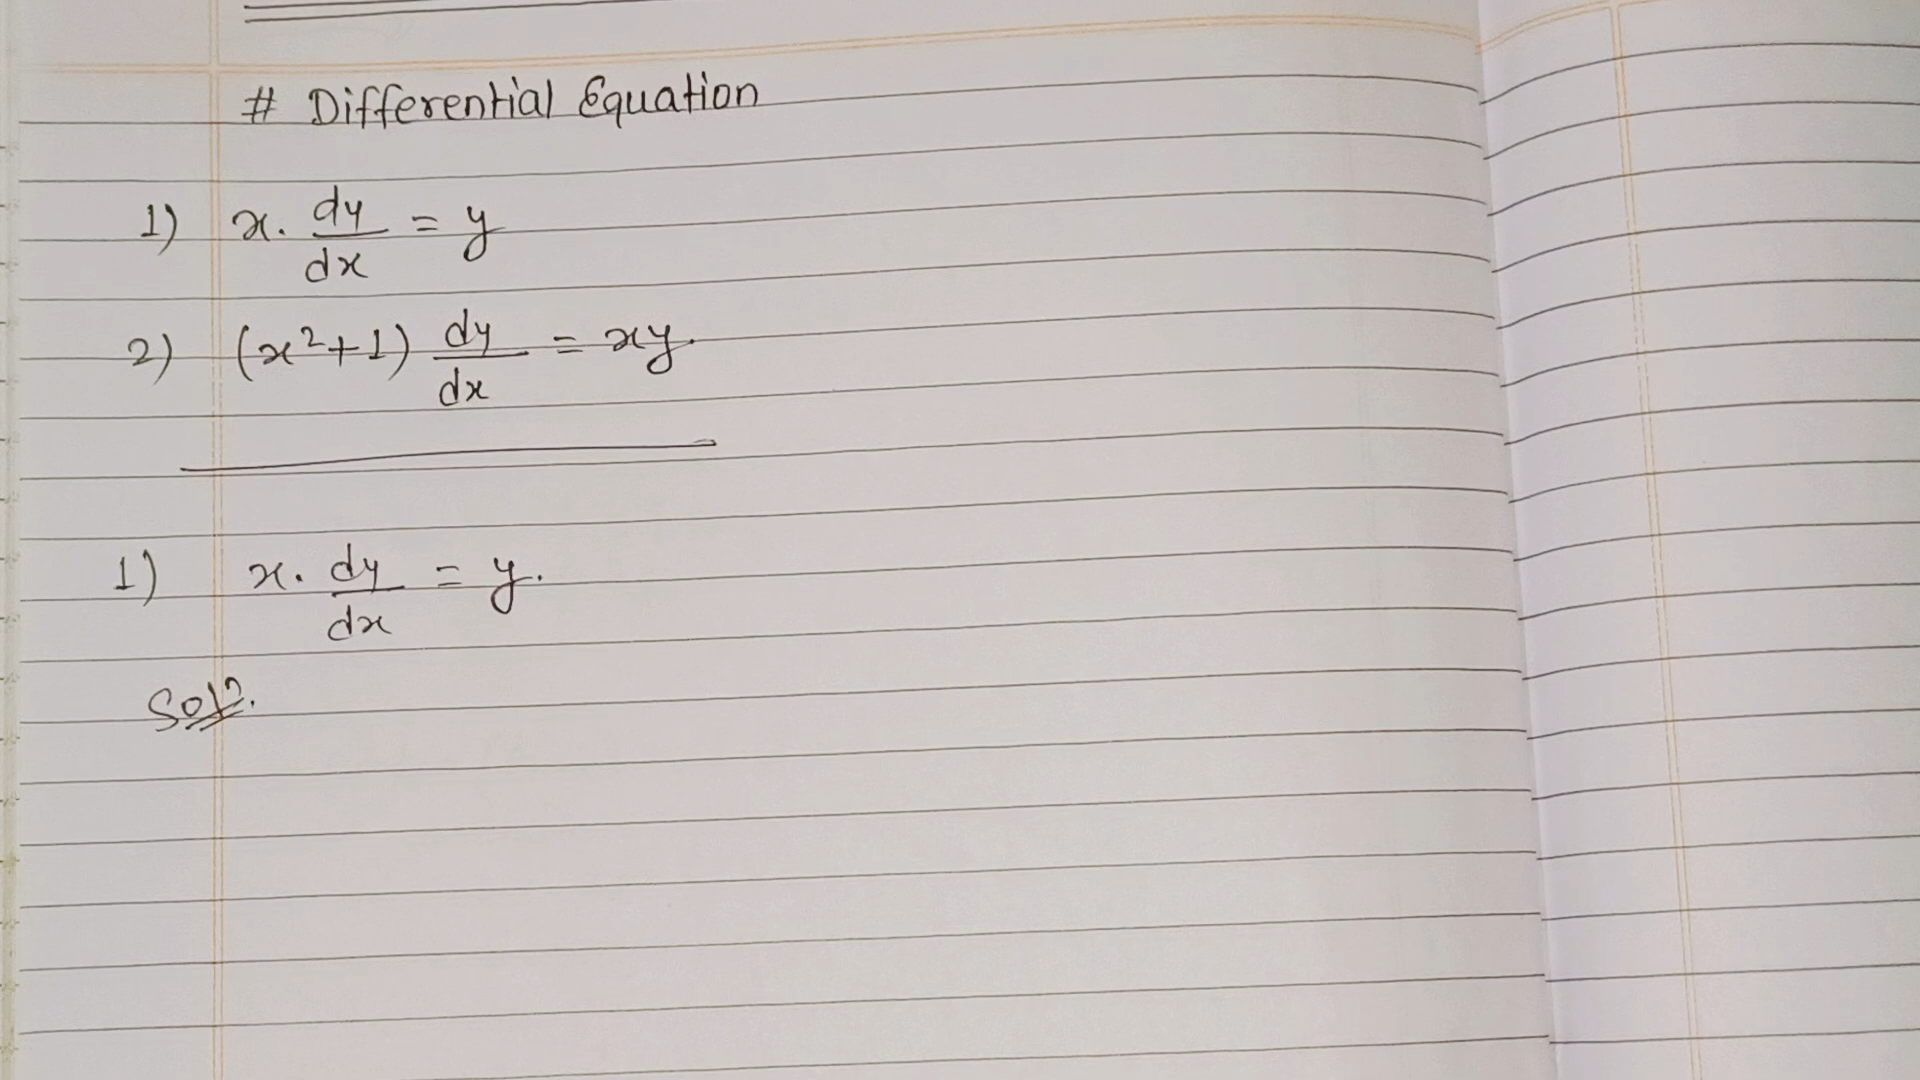 # Differential Equation
1) x. dy/dx = y
2) (x²+1) dy/dx = xy.
1) x. dy/dx = y.
Solⁿ.